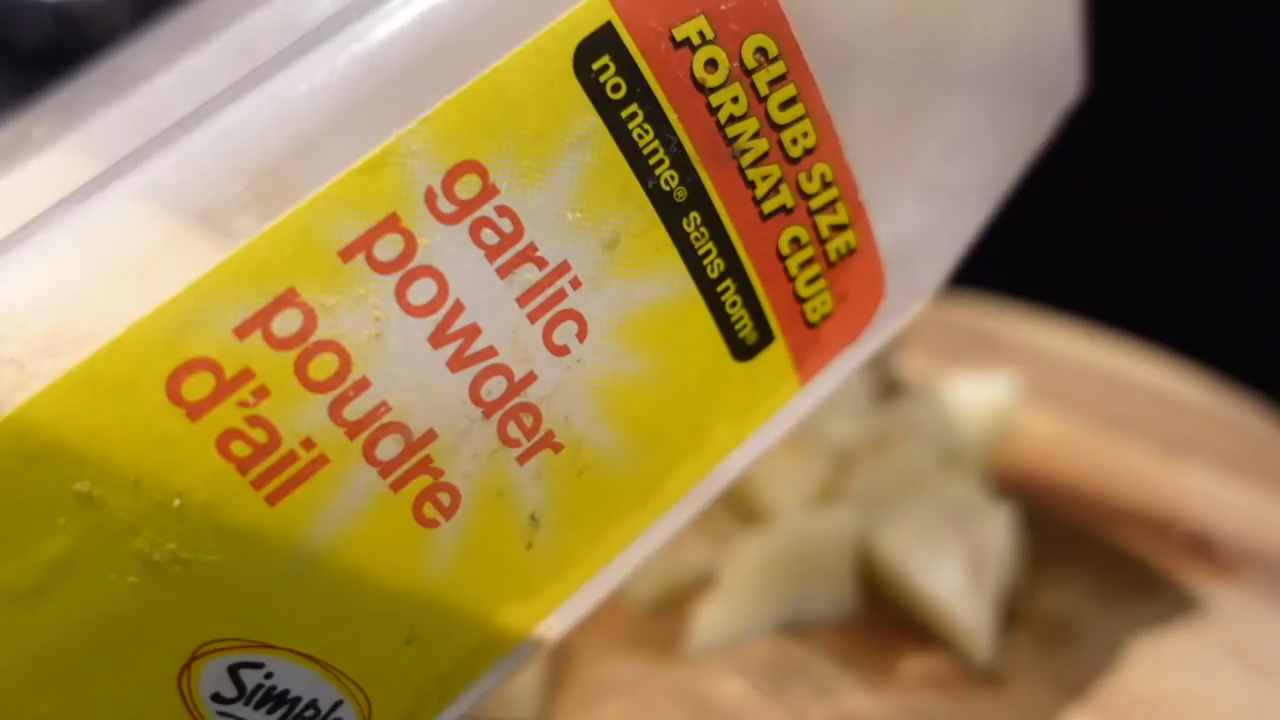 CLUB SIZE
FORMAT CLUB
no name® sans nom®
garlic
powder
poudre
d'ail